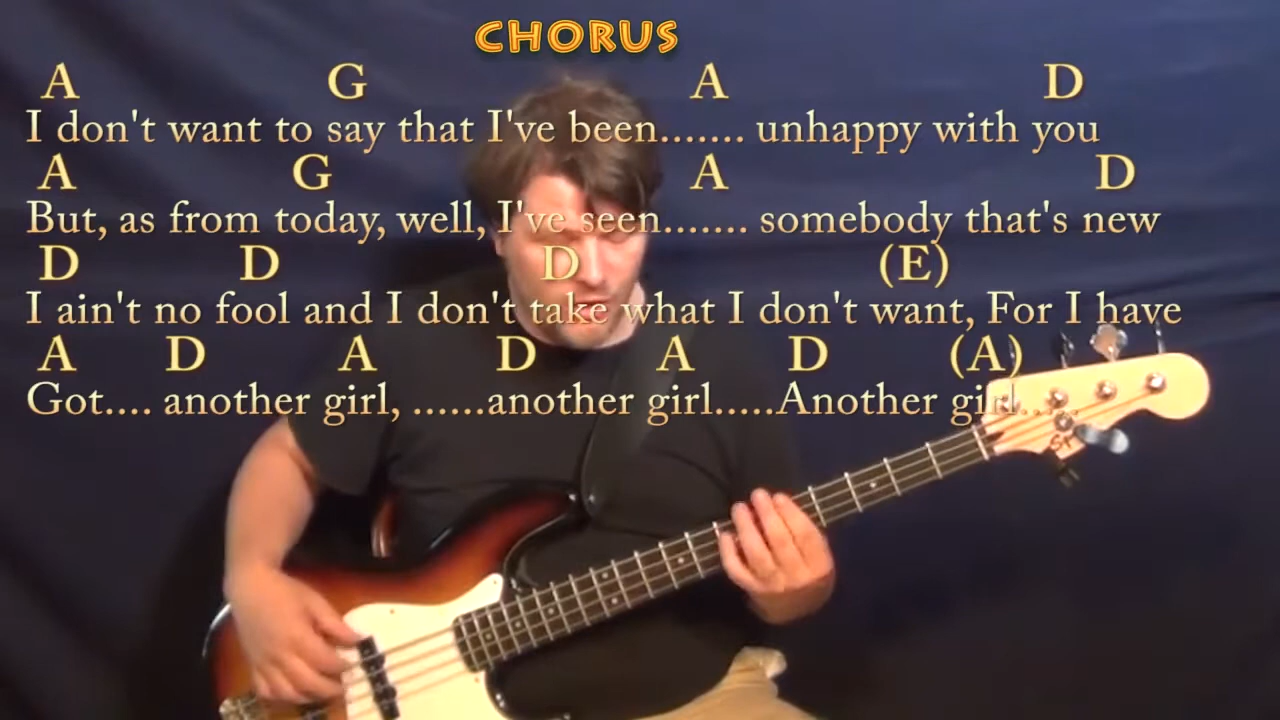 CHORUS
A G A D
I don't want to say that I've been....... unhappy with you
A G A D
But, as from today, well, I've seen....... somebody that's new
D D D (E)
I ain't no fool and I don't take what I don't want, For I have
A D A D A D (A)
Got.... another girl, ......another girl.....Another girl.....